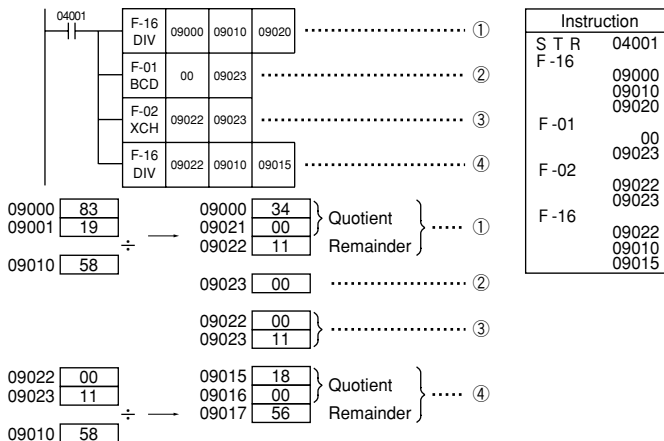 04001
F-16 DIV 09000 09010 09020 ①
F-01 BCD 00 09023 ②
F-02 XCH 09022 09023 ③
F-16 DIV 09022 09010 09015 ④
Instruction
S T R 04001
F -16
09000
09010
09020
F -01
00
09023
F -02
09022
09023
F -16
09022
09010
09015
09000 83 09000 34
09001 19 ÷ → 09021 00 Quotient ①
09010 58 09022 11 Remainder
09023 00 ②
09022 00 ③
09023 11
09022 00 09015 18
09023 11 ÷ → 09016 00 Quotient ④
09010 58 09017 56 Remainder